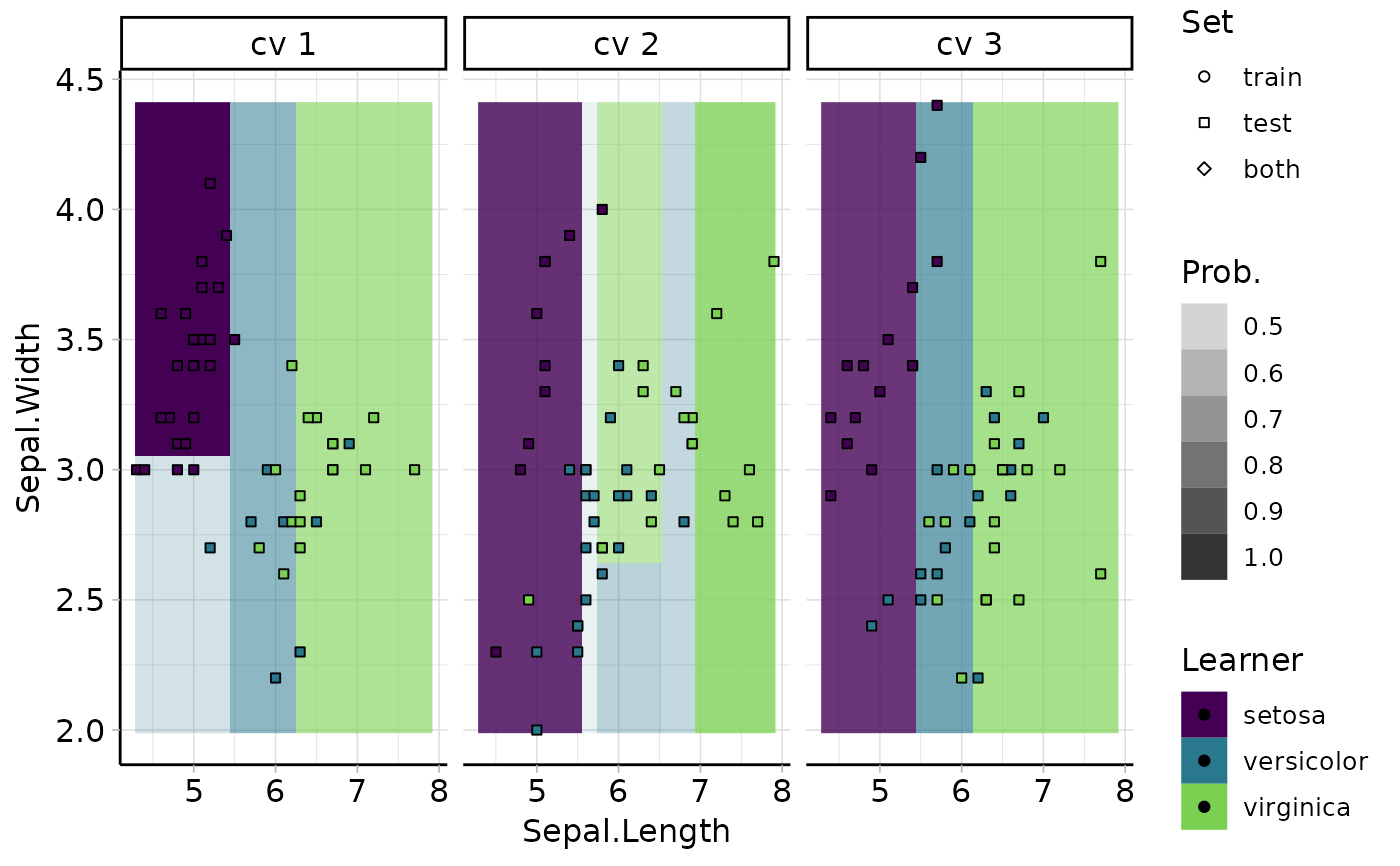 cv 1
cv 2
cv 3
Sepal.Width
4.5
4.0
3.5
3.0
2.5
2.0
5 6 7 8
5 6 7 8
5 6 7 8
Sepal.Length
Set
train
test
both
Prob.
0.5
0.6
0.7
0.8
0.9
1.0
Learner
setosa
versicolor
virginica